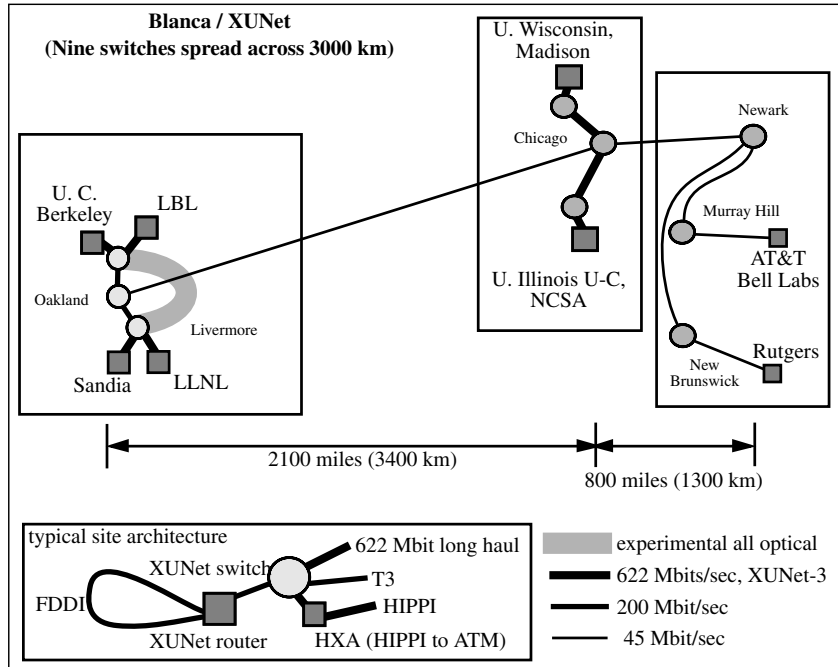 Blanca / XUNet
(Nine switches spread across 3000 km)
U. Wisconsin,
Madison
Chicago
Newark
U. C.
Berkeley
LBL
Murray Hill
AT&T
Bell Labs
Oakland
U. Illinois U-C,
NCSA
Livermore
Sandia
LLNL
New
Brunswick
Rutgers
2100 miles (3400 km)
800 miles (1300 km)
typical site architecture
622 Mbit long haul
XUNet switch
T3
FDDI
HIPPI
XUNet router
HXA (HIPPI to ATM)
experimental all optical
622 Mbits/sec, XUNet-3
200 Mbit/sec
45 Mbit/sec